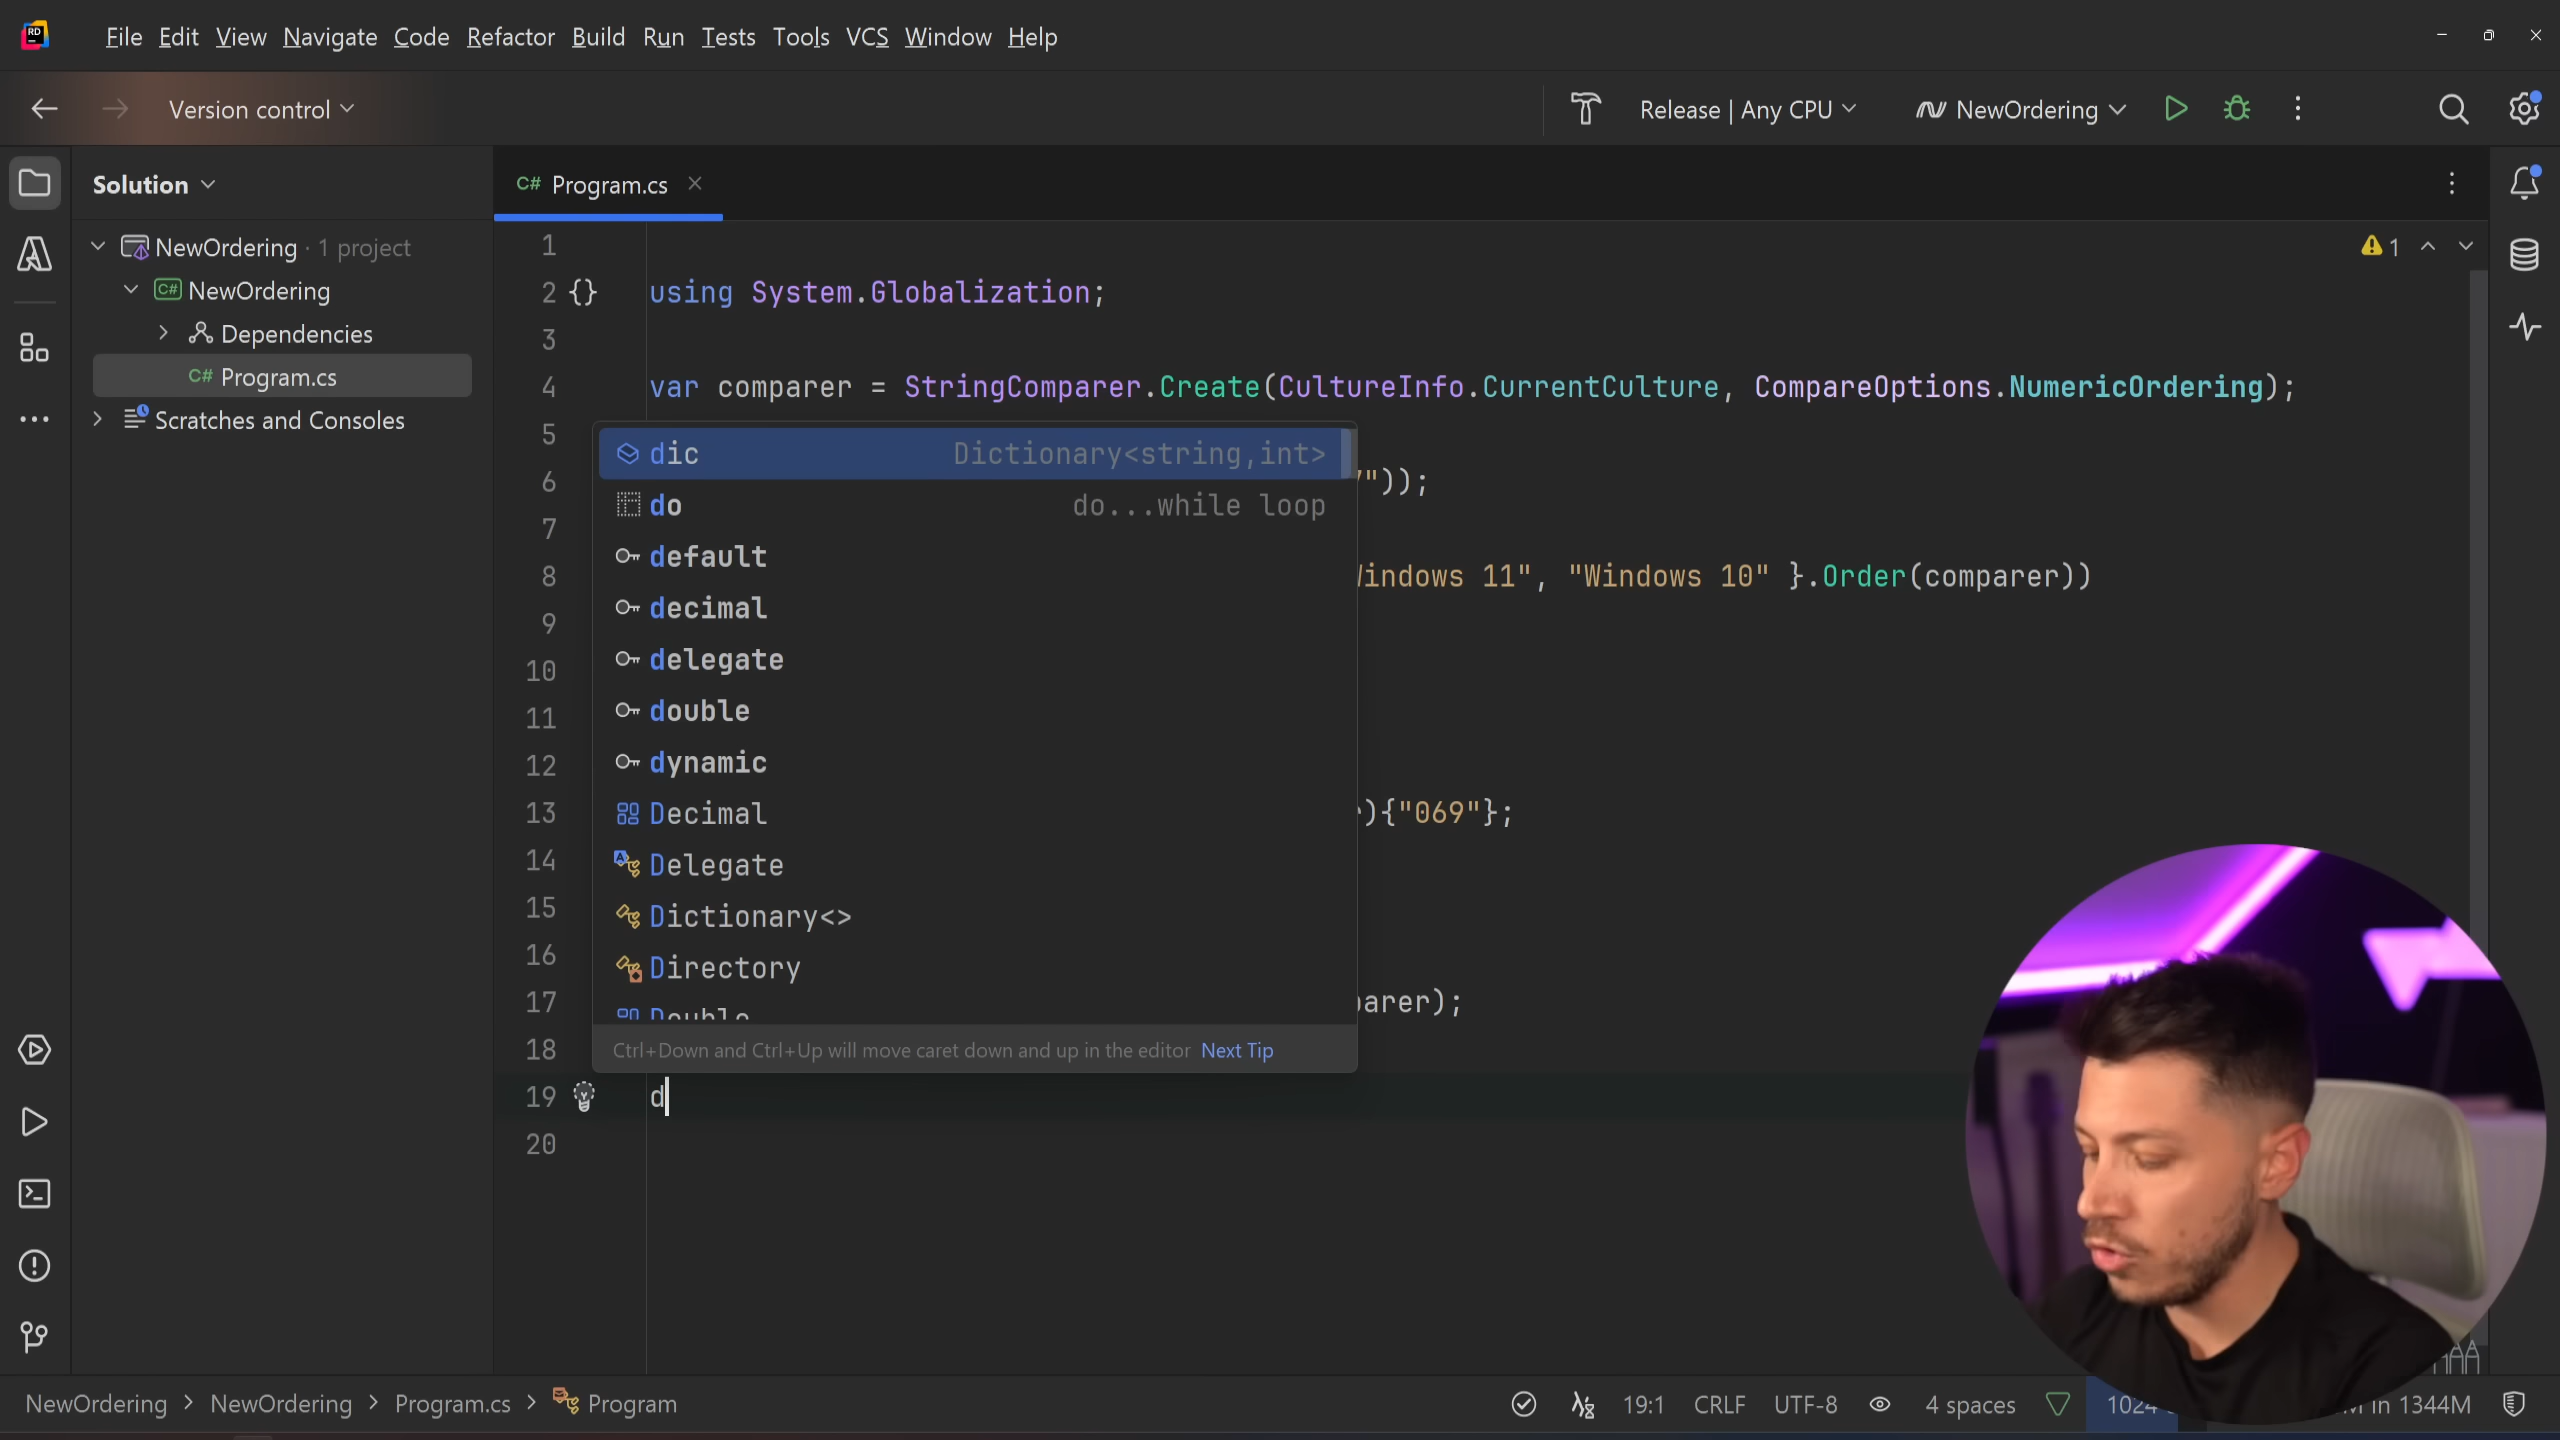 RD
File Edit View Navigate Code Refactor Build Run Tests Tools VCS Window Help
Version control
Release | Any CPU
NewOrdering
Solution
C# Program.cs
NewOrdering · 1 project
C# NewOrdering
Dependencies
C# Program.cs
Scratches and Consoles
1
1
2 {} using System.Globalization;
3
4 var comparer = StringComparer.Create(CultureInfo.CurrentCulture, CompareOptions.NumericOrdering);
5
6 "));
7
8 indows 11", "Windows 10" }.Order(comparer))
9
10
11
12
13 ){"069"};
14
15
16
17 arer);
18
19 d
20
dic Dictionary<string,int>
do do...while loop
default
decimal
delegate
double
dynamic
Decimal
Delegate
Dictionary<>
Directory
Double
Ctrl+Down and Ctrl+Up will move caret down and up in the editor Next Tip
NewOrdering > NewOrdering > Program.cs > Program
19:1 CRLF UTF-8 4 spaces 1024 in 1344M